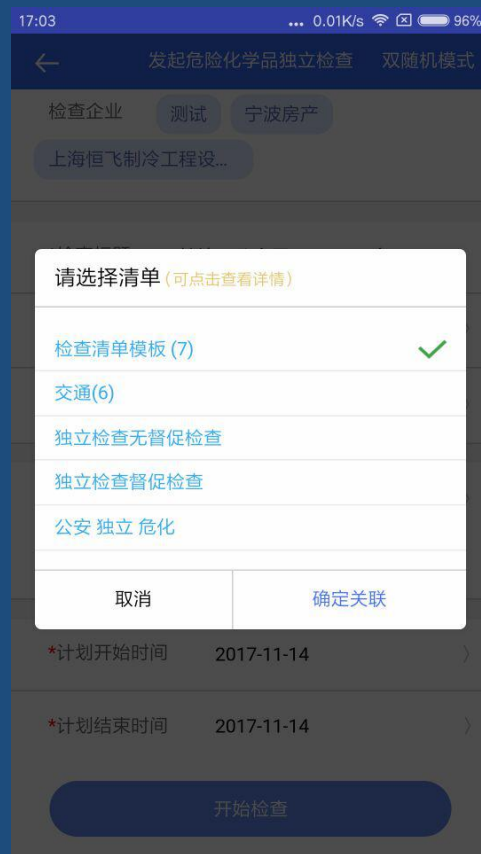 17:03 ... 0.01K/s 96%
发起危险化学品独立检查 双随机模式
检查企业 测试 宁波房产
上海恒飞制冷工程设...
请选择清单(可点击查看详情)
检查清单模板 (7)
交通(6)
独立检查无督促检查
独立检查督促检查
公安 独立 危化
取消 确定关联
*计划开始时间 2017-11-14
*计划结束时间 2017-11-14
开始检查